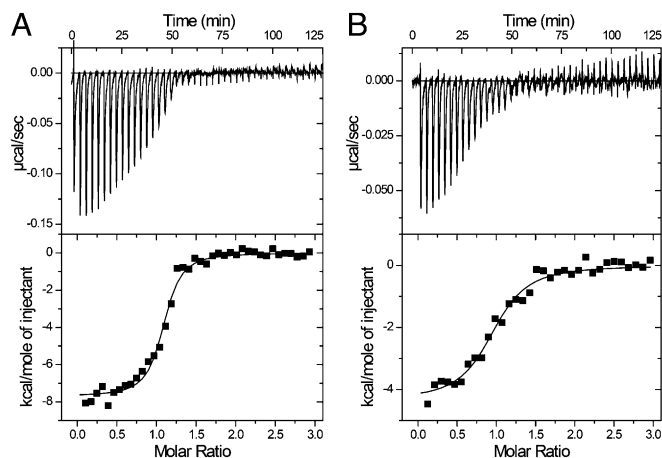 A
Time (min)
0 25 50 75 100 125
0.00
-0.05
-0.10
-0.15
µcal/sec
0
-2
-4
-6
-8
kcal/mole of injectant
0.0 0.5 1.0 1.5 2.0 2.5 3.0
Molar Ratio
B
Time (min)
0 25 50 75 100 125
0.000
-0.025
-0.050
µcal/sec
0
-2
-4
kcal/mole of injectant
0.0 0.5 1.0 1.5 2.0 2.5 3.0
Molar Ratio